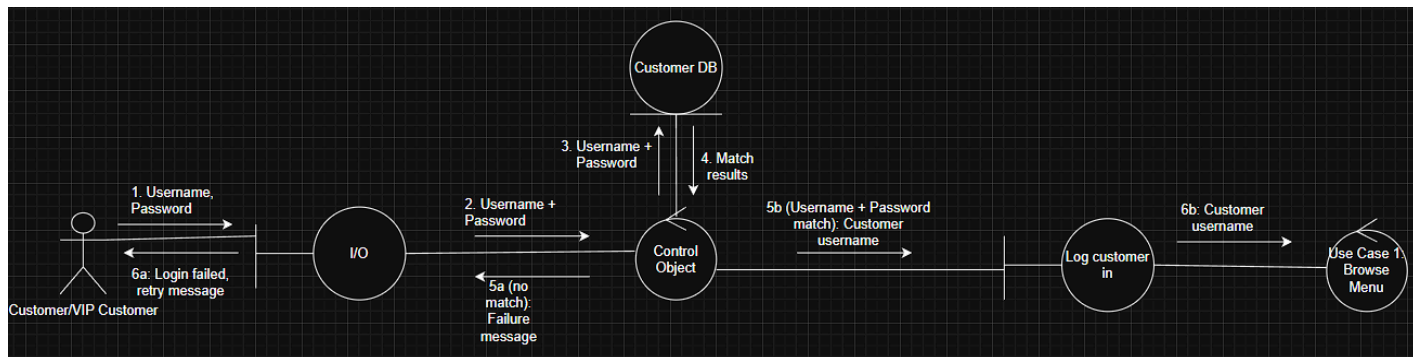 Customer DB
3. Username +
Password
4. Match
results
1. Username,
Password
2. Username +
Password
5b (Username + Password
match): Customer
username
6b: Customer
username
I/O
Control
Object
Log customer
in
Use Case 1:
Browse
Menu
6a: Login failed,
retry message
5a (no
match):
Failure
message
Customer/VIP Customer